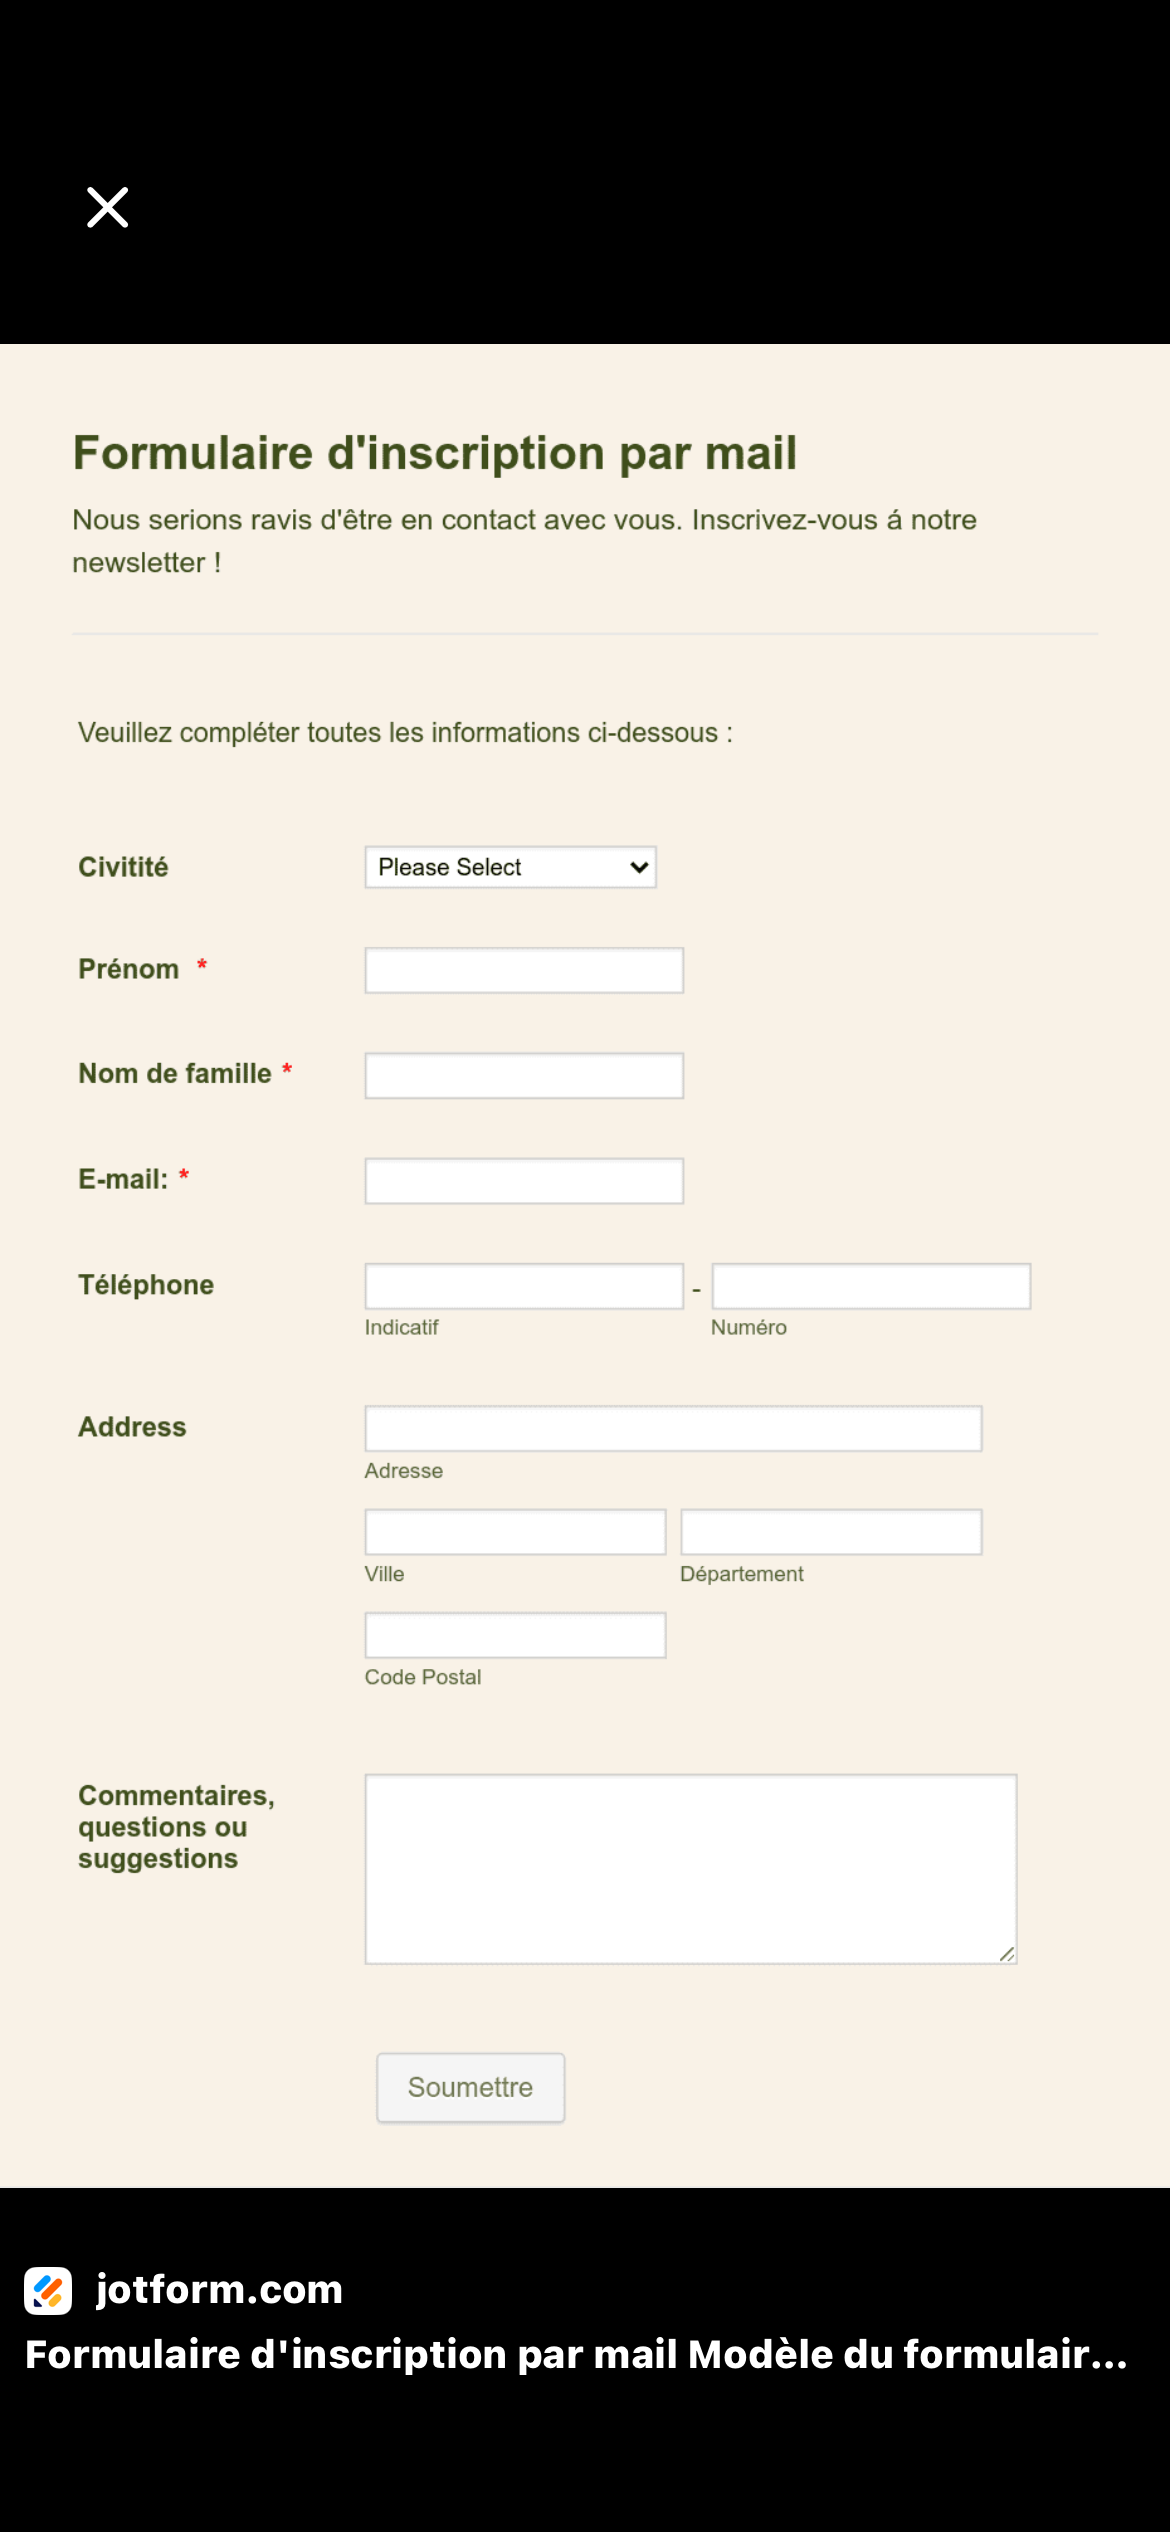 Formulaire d'inscription par mail
Nous serions ravis d'être en contact avec vous. Inscrivez-vous á notre
newsletter !
Veuillez compléter toutes les informations ci-dessous :
Civitité
Please Select
Prénom *
Nom de famille *
E-mail: *
Téléphone
-
Indicatif
Numéro
Address
Adresse
Ville
Département
Code Postal
Commentaires,
questions ou
suggestions
Soumettre
jotform.com
Formulaire d'inscription par mail Modèle du formulair...